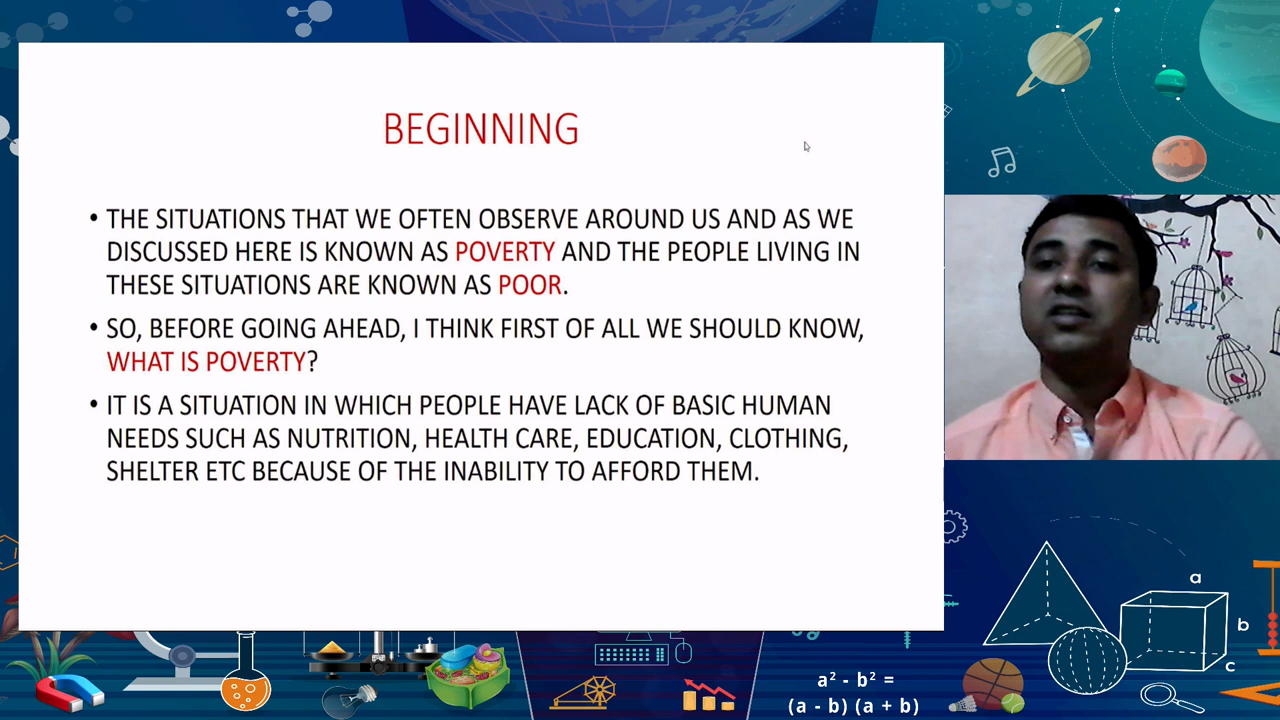 BEGINNING
• THE SITUATIONS THAT WE OFTEN OBSERVE AROUND US AND AS WE
DISCUSSED HERE IS KNOWN AS POVERTY AND THE PEOPLE LIVING IN
THESE SITUATIONS ARE KNOWN AS POOR.
• SO, BEFORE GOING AHEAD, I THINK FIRST OF ALL WE SHOULD KNOW,
WHAT IS POVERTY?
• IT IS A SITUATION IN WHICH PEOPLE HAVE LACK OF BASIC HUMAN
NEEDS SUCH AS NUTRITION, HEALTH CARE, EDUCATION, CLOTHING,
SHELTER ETC BECAUSE OF THE INABILITY TO AFFORD THEM.
a
b
c
a² - b² =
(a - b) (a + b)